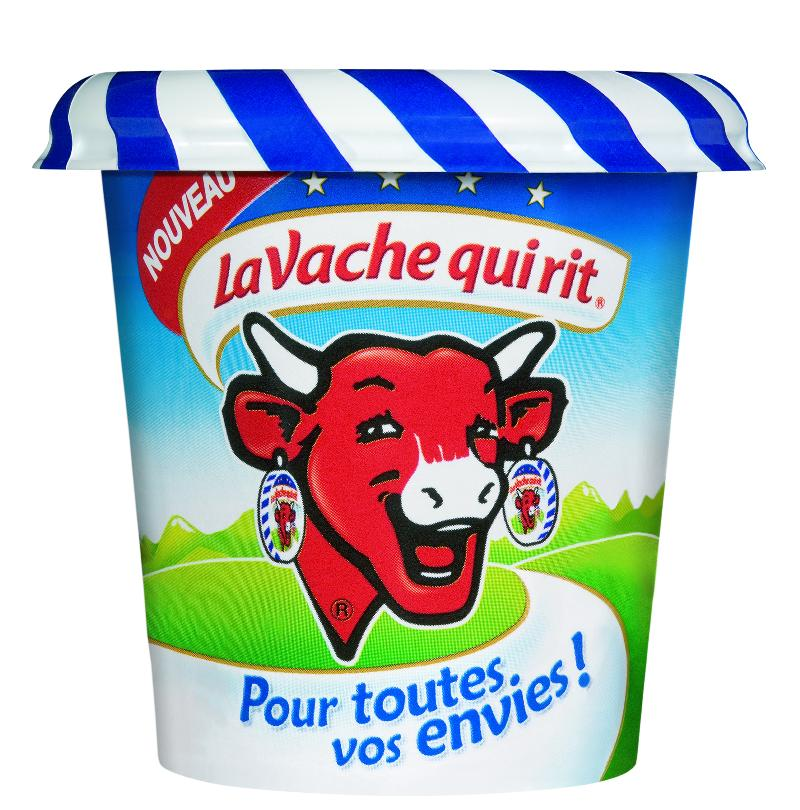 NOUVEAU
La Vache qui rit ®
®
Pour toutes
vos envies !